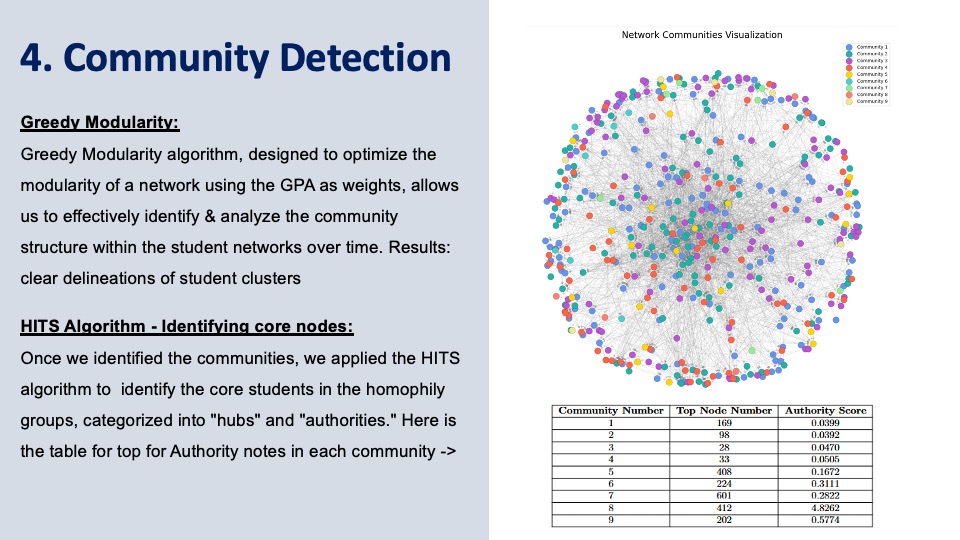 4. Community Detection
Greedy Modularity:
Greedy Modularity algorithm, designed to optimize the
modularity of a network using the GPA as weights, allows
us to effectively identify & analyze the community
structure within the student networks over time. Results:
clear delineations of student clusters
HITS Algorithm - Identifying core nodes:
Once we identified the communities, we applied the HITS
algorithm to  identify the core students in the homophily
groups, categorized into "hubs" and "authorities." Here is
the table for top for Authority notes in each community ->
Network Communities Visualization
Community 1
Community 2
Community 3
Community 4
Community 5
Community 6
Community 7
Community 8
Community 9
Community Number Top Node Number Authority Score
1 169 0.0399
2 98 0.0392
3 28 0.0470
4 33 0.0505
5 408 0.1672
6 224 0.3111
7 601 0.2822
8 412 4.8262
9 202 0.5774